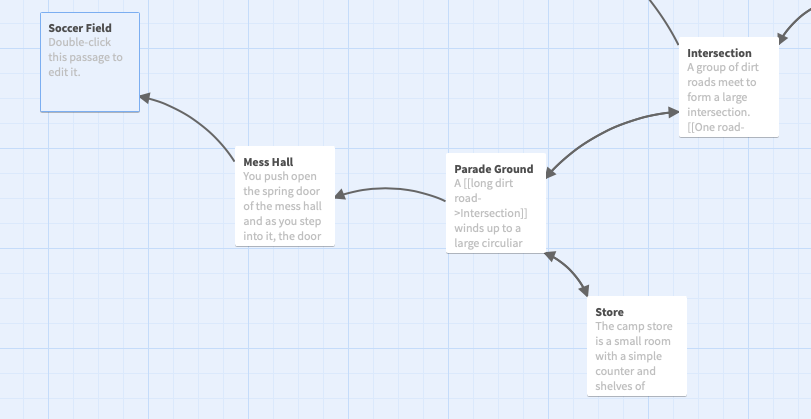 Soccer Field
Double-click
this passage to
edit it.
Mess Hall
You push open
the spring door
of the mess hall
and as you step
into it, the door
Parade Ground
A [[long dirt
road-
>Intersection]]
winds up to a
large circuliar
Intersection
A group of dirt
roads meet to
form a large
intersection.
[[One road-
Store
The camp store
is a small room
with a simple
counter and
shelves of